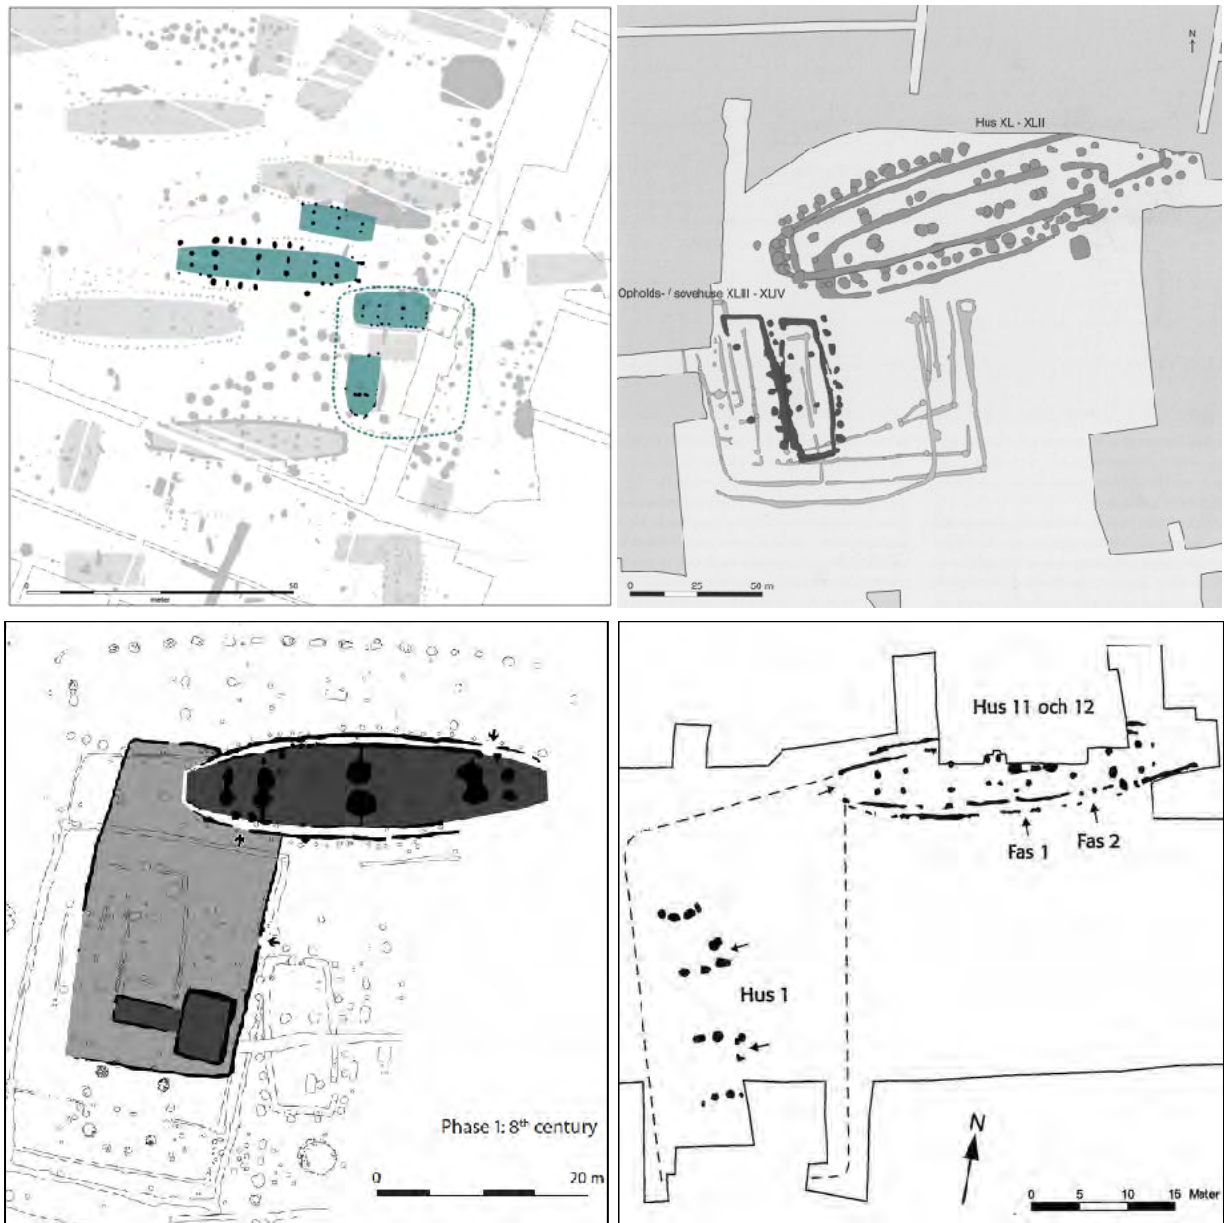 0 50
meter
N
Hus XL - XLII
Opholds- / sovehuse XLIII - XLIV
0 25 50 m
Phase 1: 8th century
0 20 m
Hus 11 och 12
Fas 1
Fas 2
Hus 1
N
0 5 10 15 Meter